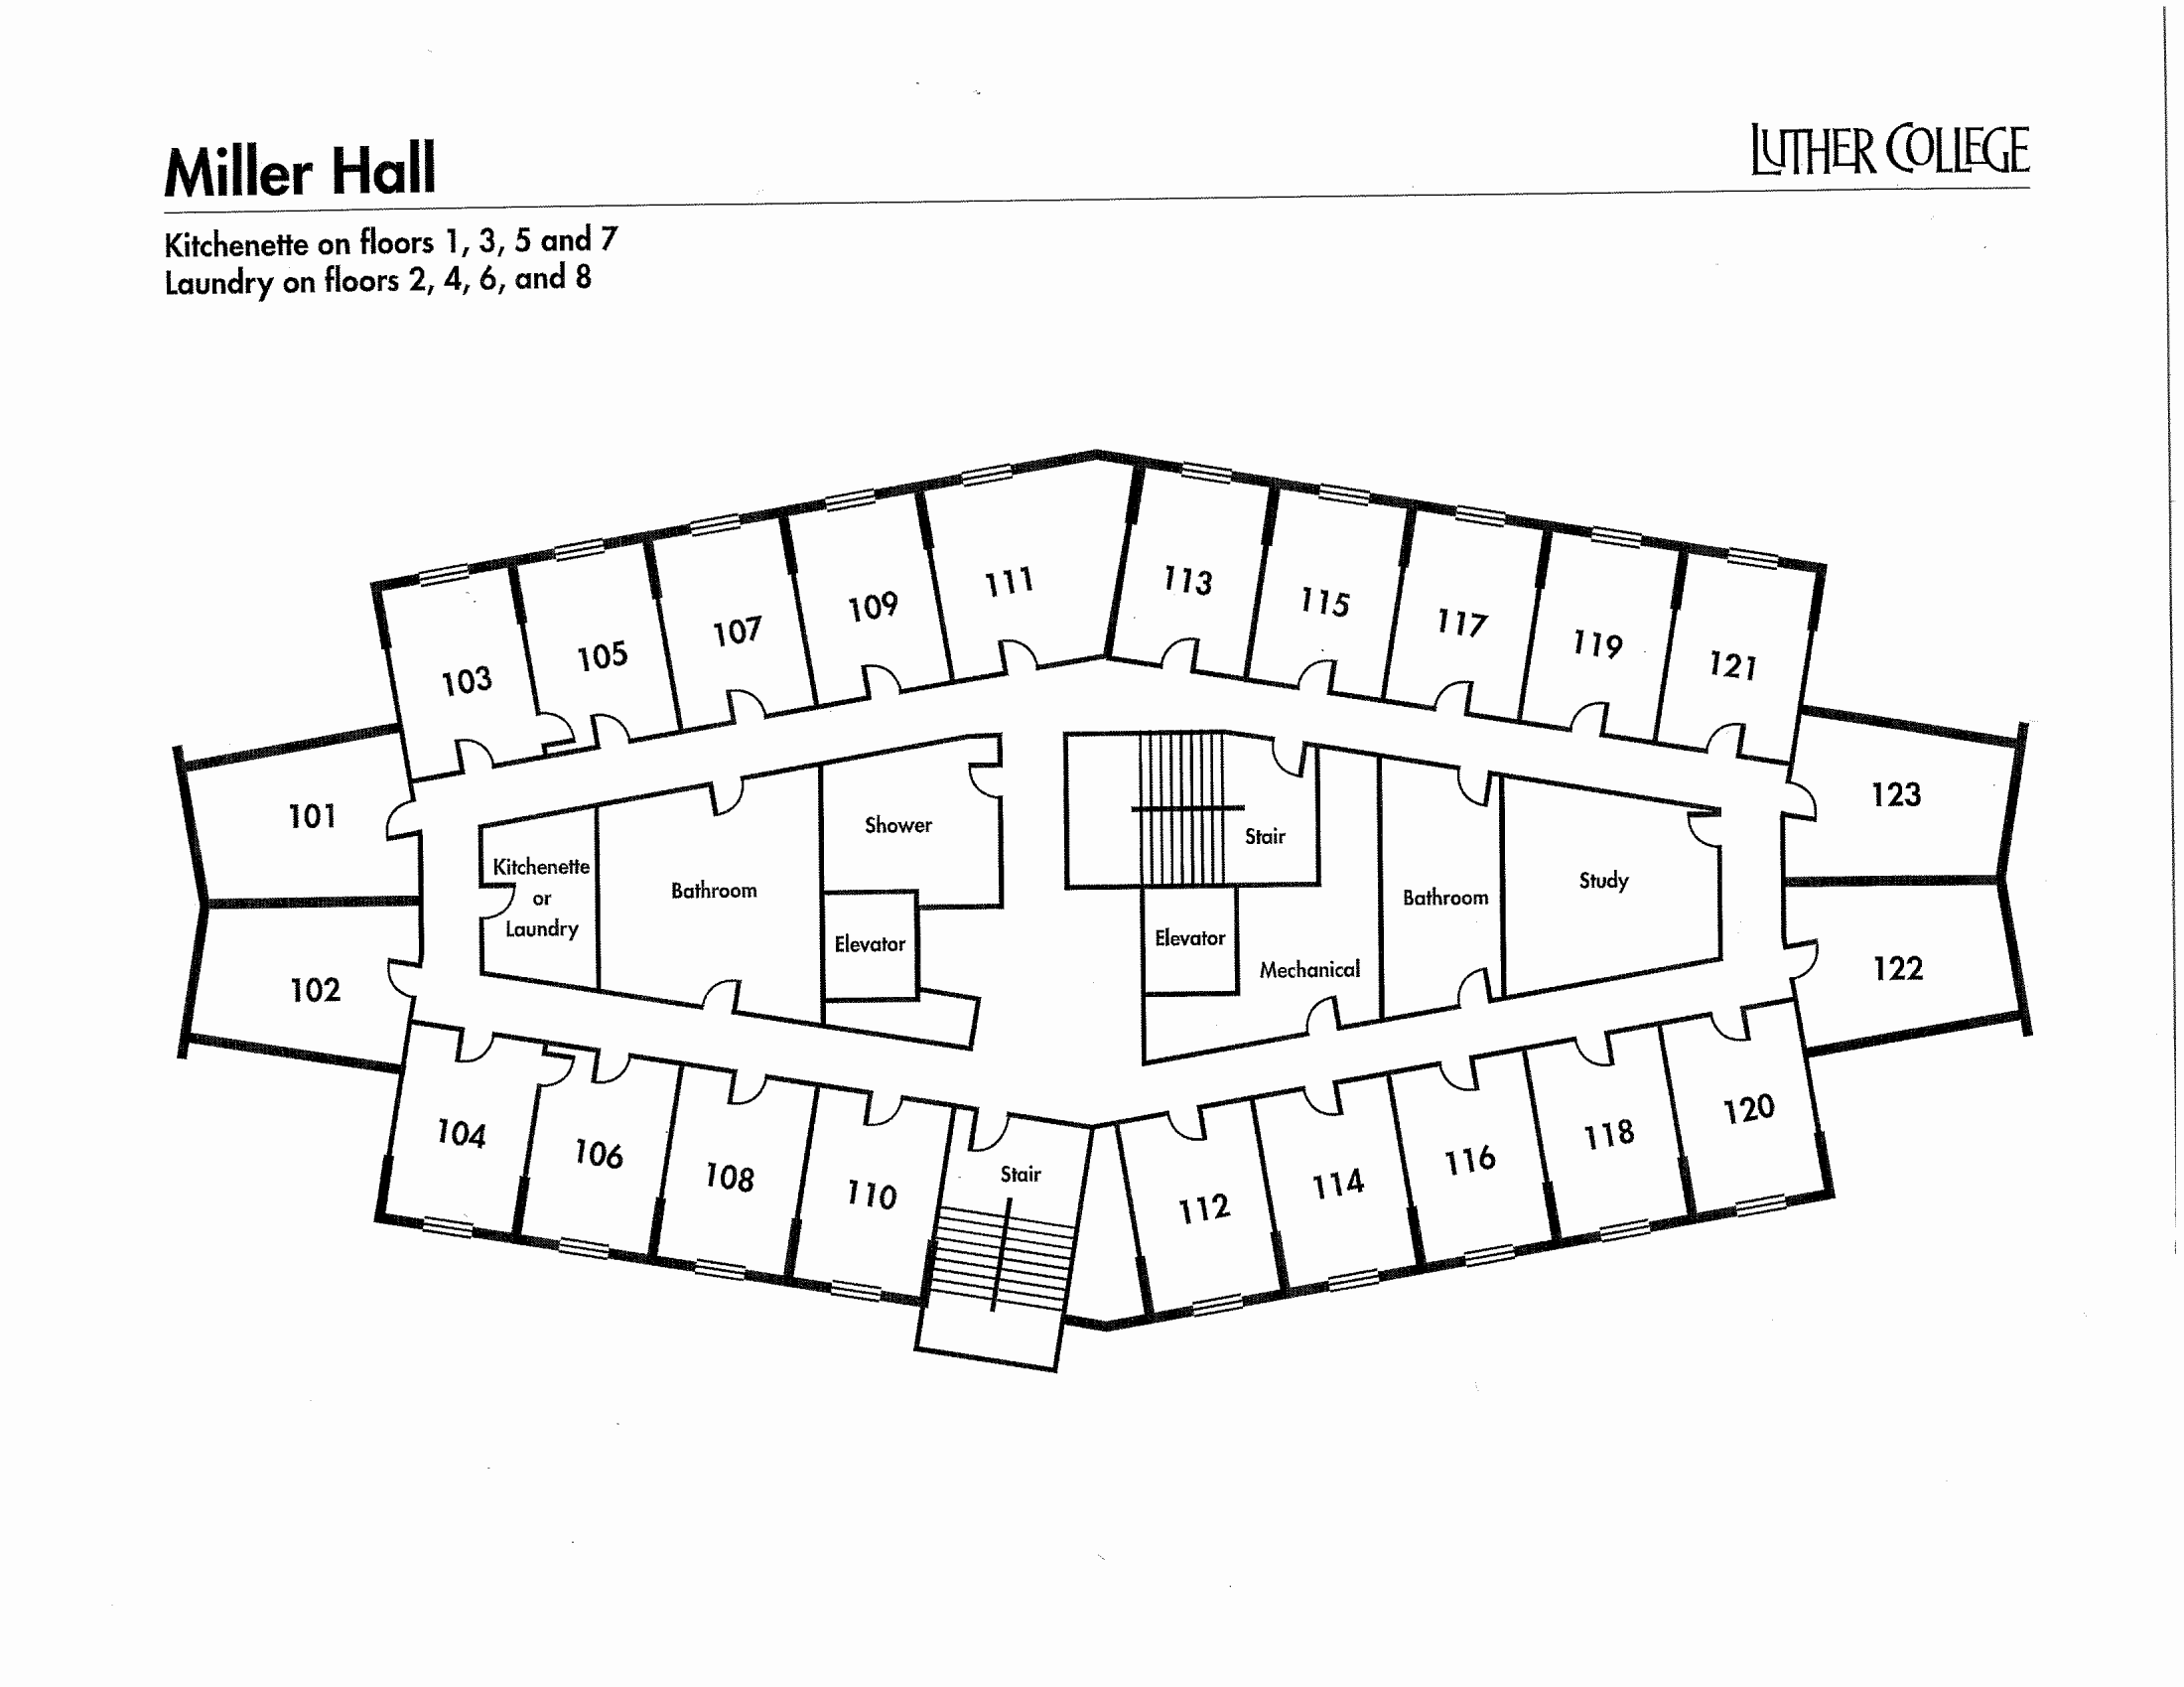 Miller Hall
LUTHER COLLEGE
Kitchenette on floors 1, 3, 5 and 7
Laundry on floors 2, 4, 6, and 8
111
113
109
115
107
117
105
119
103
121
101
123
Shower
Stair
Kitchenette
or
Laundry
Bathroom
Bathroom
Study
Elevator
Elevator
Mechanical
102
122
104
106
108
110
Stair
112
114
116
118
120